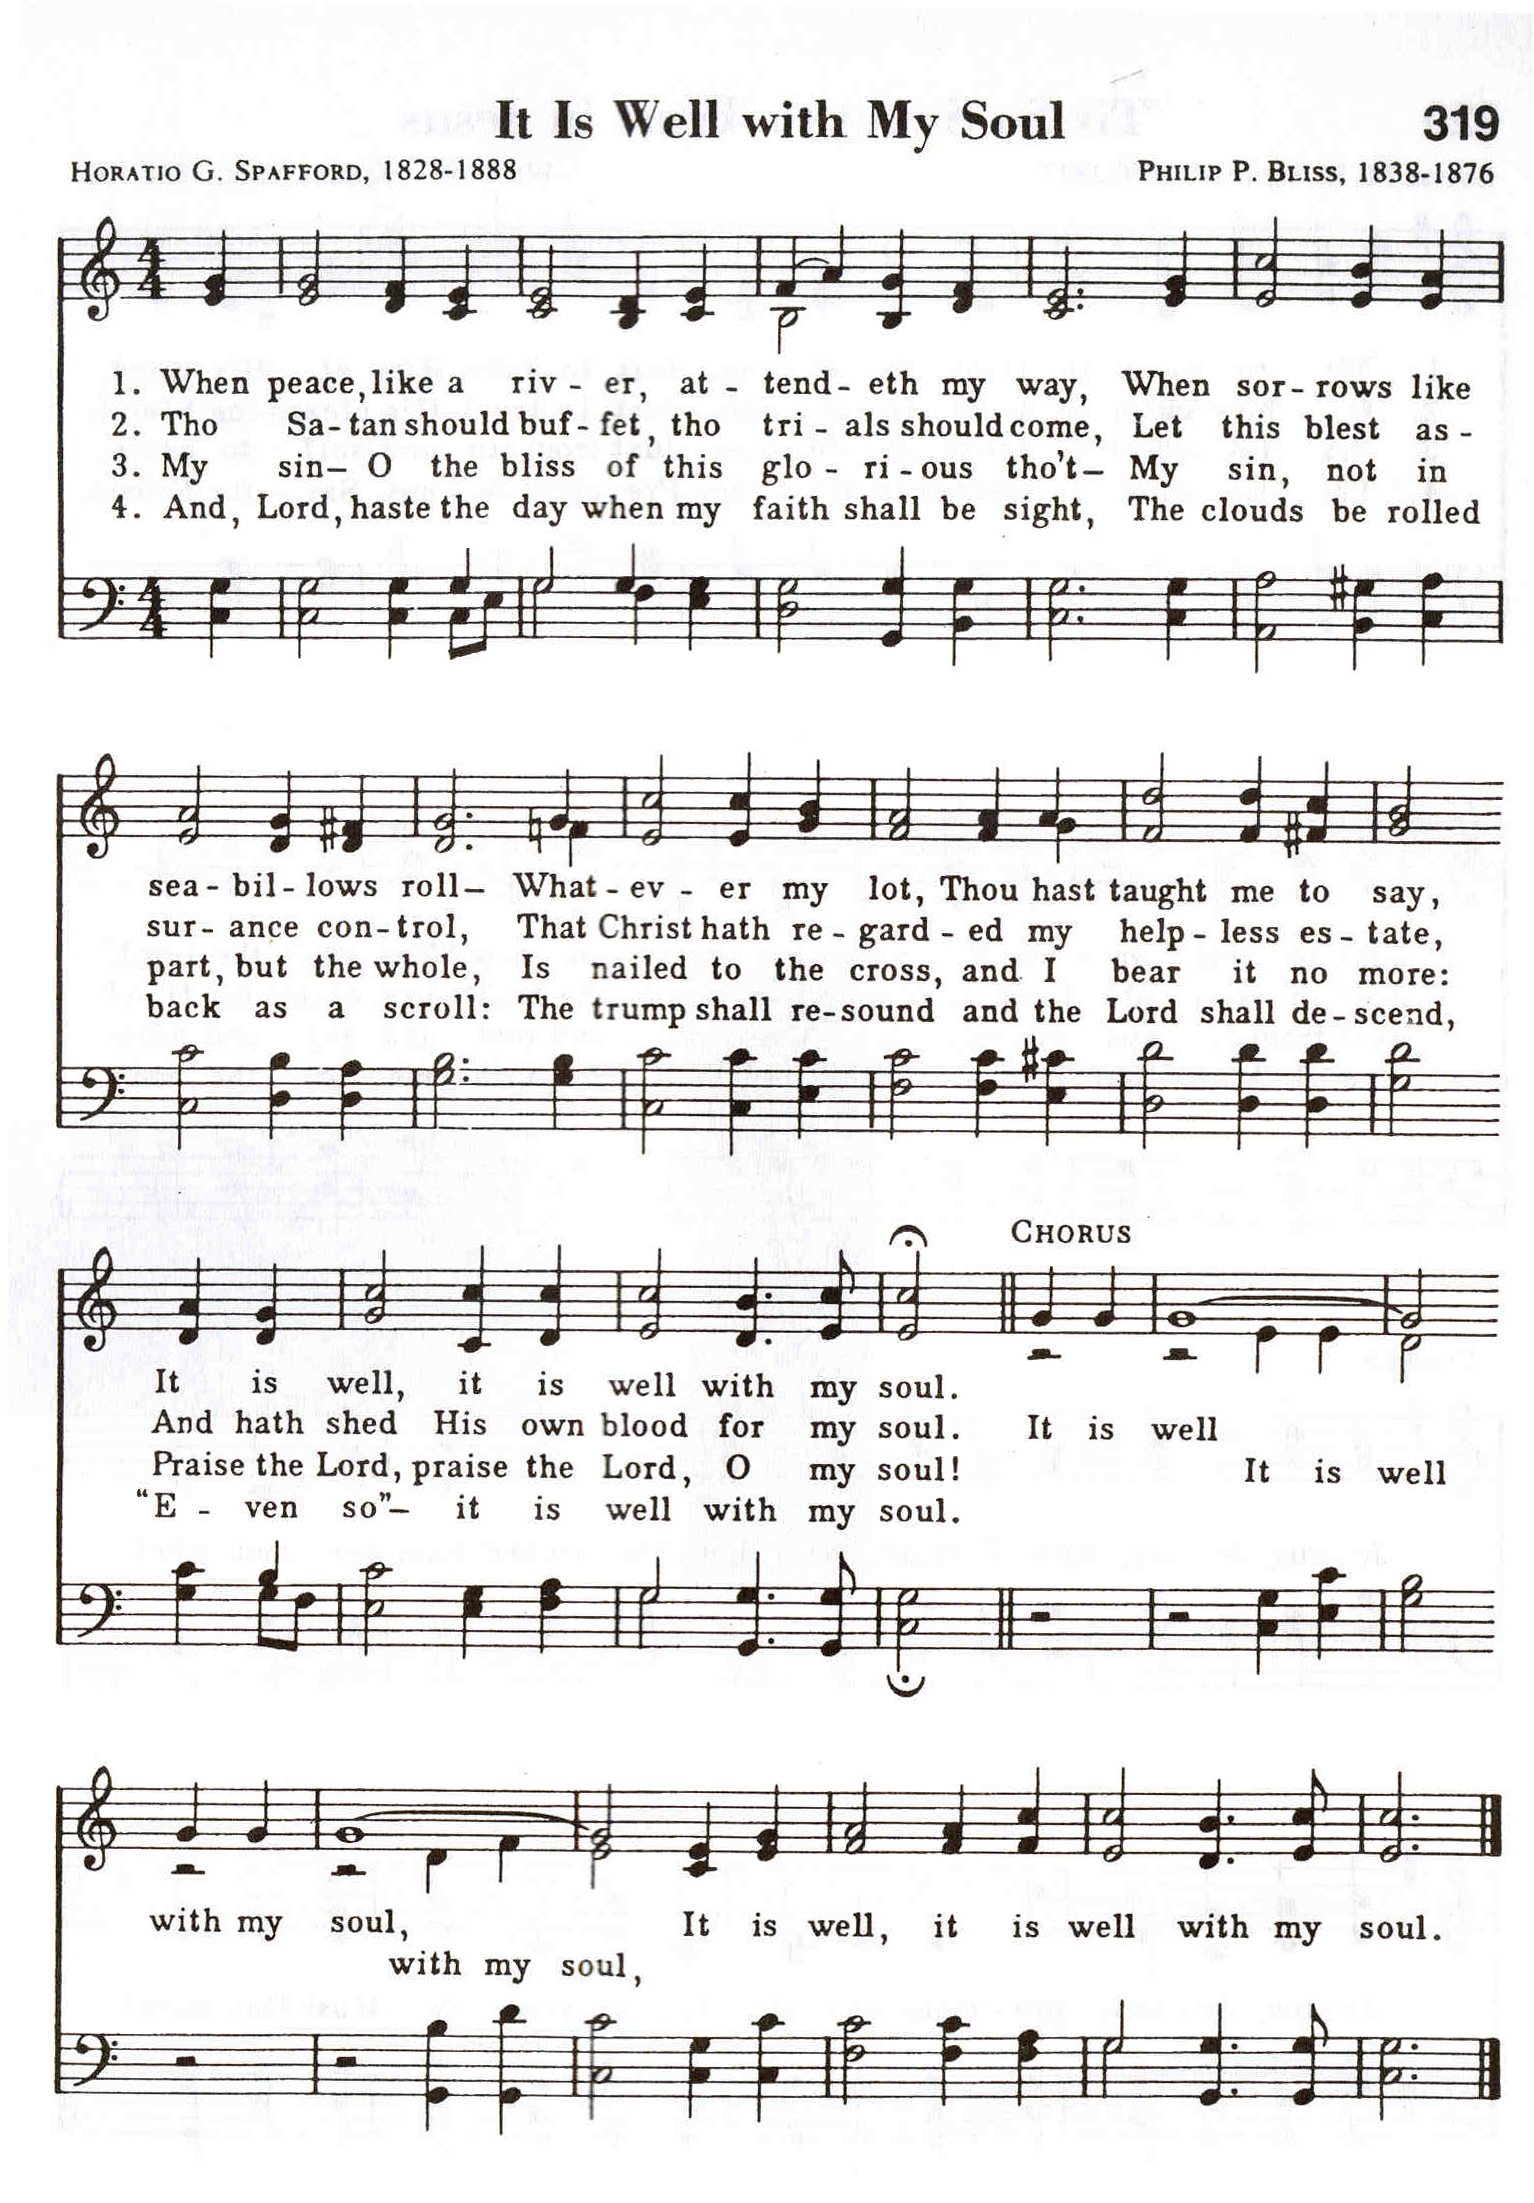 It Is Well with My Soul 319
HORATIO G. SPAFFORD, 1828-1888 PHILIP P. BLISS, 1838-1876
1. When peace, like a riv - er, at - tend - eth my way, When sor - rows like
2. Tho Sa - tan should buf - fet, tho tri - als should come, Let this blest as -
3. My sin— O the bliss of this glo - ri - ous tho't— My sin, not in
4. And, Lord, haste the day when my faith shall be sight, The clouds be rolled
sea - bil - lows roll— What - ev - er my lot, Thou hast taught me to say,
sur - ance con - trol, That Christ hath re - gard - ed my help - less es - tate,
part, but the whole, Is nailed to the cross, and I bear it no more:
back as a scroll: The trump shall re - sound and the Lord shall de - scend,
CHORUS
It is well, it is well with my soul.
And hath shed His own blood for my soul. It is well
Praise the Lord, praise the Lord, O my soul! It is well
“E - ven so”— it is well with my soul.
with my soul, It is well, it is well with my soul.
with my soul,